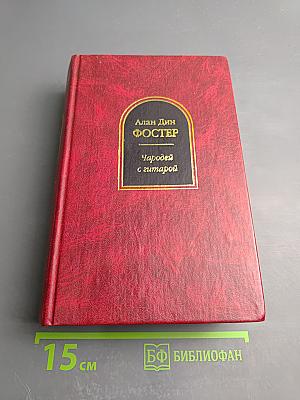 Алан Дин
ФОСТЕР
Чародей
с гитарой
15 см
БФ БИБЛИОФАН